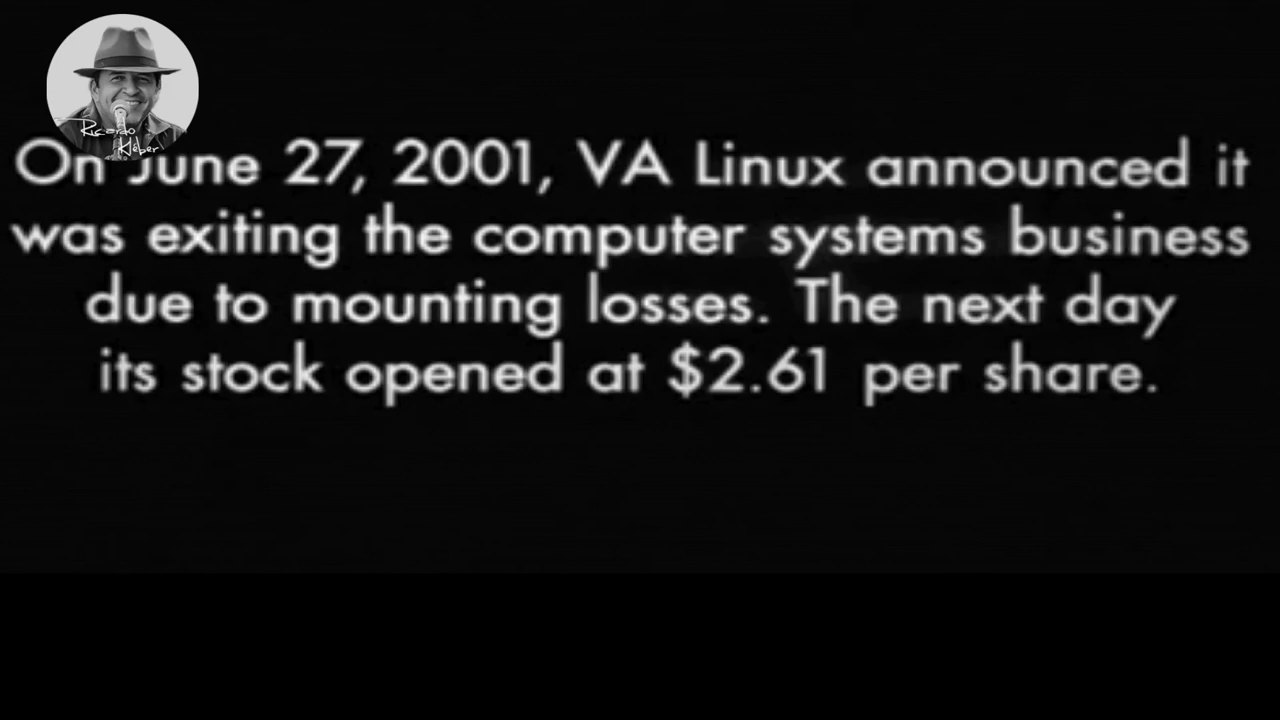 Ricardo
Kléber
On June 27, 2001, VA Linux announced it
was exiting the computer systems business
due to mounting losses. The next day
its stock opened at $2.61 per share.